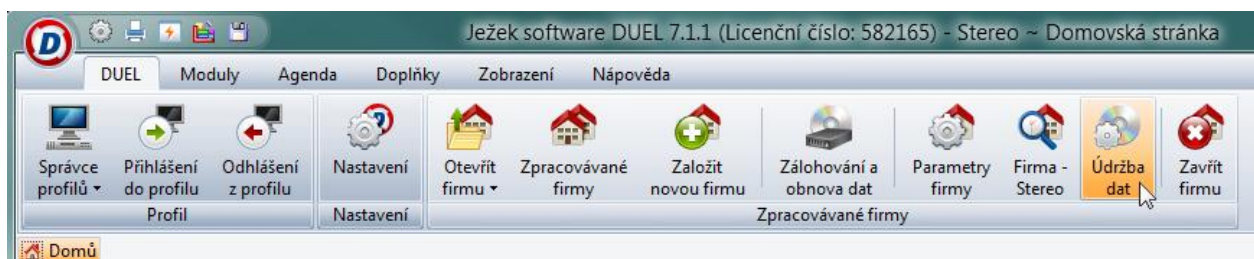 D
Ježek software DUEL 7.1.1 (Licenční číslo: 582165) - Stereo ~ Domovská stránka
DUEL Moduly Agenda Doplňky Zobrazení Nápověda
Správce profilů Přihlášení do profilu Odhlášení z profilu Nastavení Otevřít firmu Zpracovávané firmy Založit novou firmu Zálohování a obnova dat Parametry firmy Firma - Stereo Údržba dat Zavřít firmu
Profil Nastavení Zpracovávané firmy
Domů